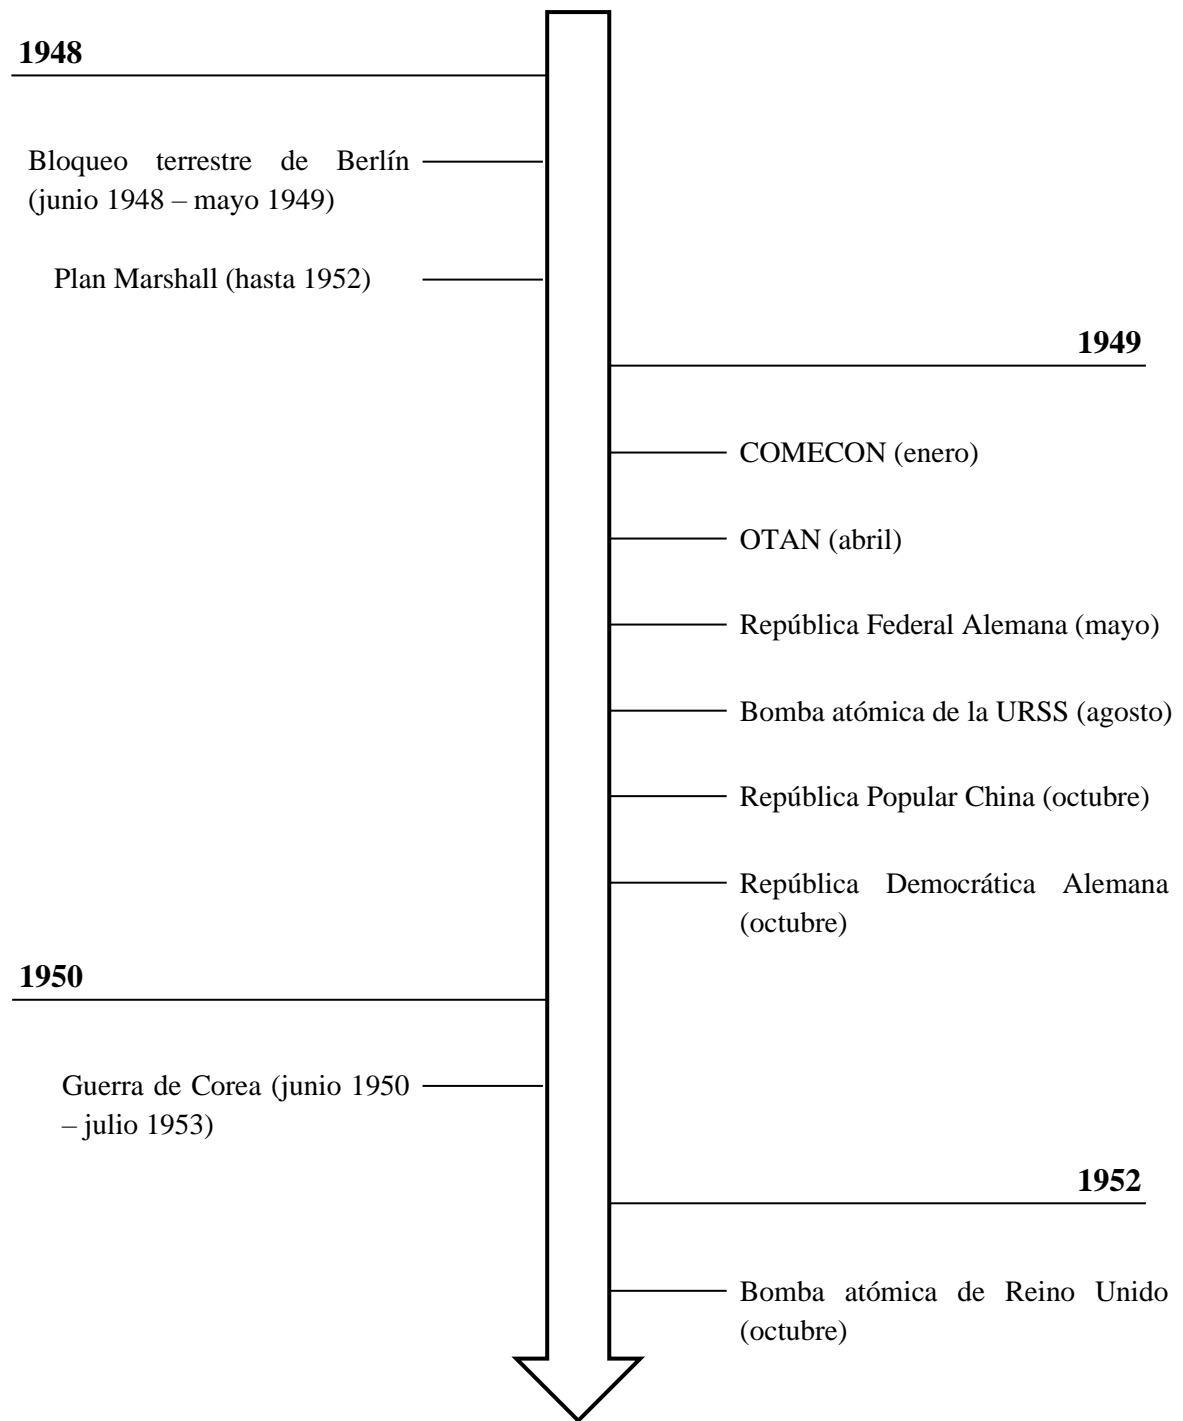 1948
Bloqueo terrestre de Berlín
(junio 1948 – mayo 1949)
Plan Marshall (hasta 1952)
1949
COMECON (enero)
OTAN (abril)
República Federal Alemana (mayo)
Bomba atómica de la URSS (agosto)
República Popular China (octubre)
República Democrática Alemana
(octubre)
1950
Guerra de Corea (junio 1950
– julio 1953)
1952
Bomba atómica de Reino Unido
(octubre)